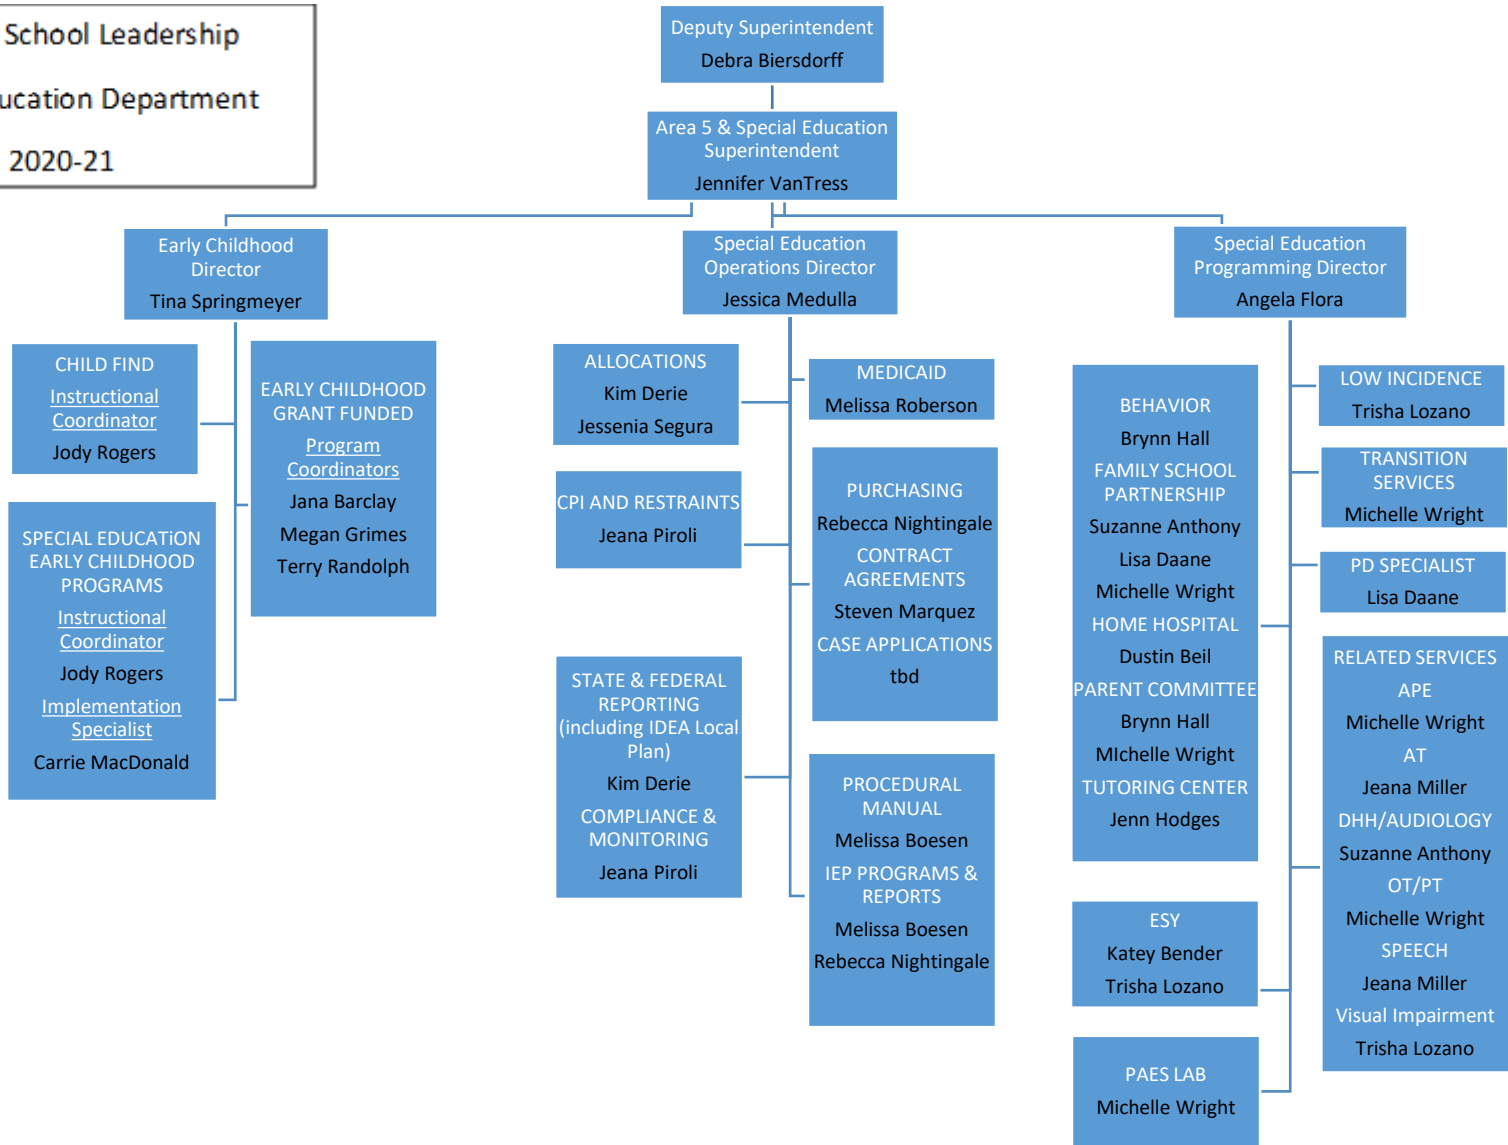 School Leadership
ucation Department
2020-21
Deputy Superintendent
Debra Biersdorff
Area 5 & Special Education
Superintendent
Jennifer VanTress
Early Childhood
Director
Tina Springmeyer
Special Education
Operations Director
Jessica Medulla
Special Education
Programming Director
Angela Flora
CHILD FIND
Instructional
Coordinator
Jody Rogers
EARLY CHILDHOOD
GRANT FUNDED
Program
Coordinators
Jana Barclay
Megan Grimes
Terry Randolph
SPECIAL EDUCATiON
EARLY CHILDHOOD
PROGRAMS
Instructional
Coordinator
Jody Rogers
Implementation
Specialist
Carrie MacDonald
ALLOCATIONS
Kim Derie
Jessenia Segura
MEDICAID
Melissa Roberson
CPI AND RESTRAINTS
Jeana Piroli
PURCHASING
Rebecca Nightingale
CONTRACT
AGREEMENTS
Steven Marquez
CASE APPLICATIONS
tbd
STATE & FEDERAL
REPORTING
(including IDEA Local
Plan)
Kim Derie
COMPLIANCE &
MONITORING
Jeana Piroli
PROCEDURAL
MANUAL
Melissa Boesen
IEP PROGRAMS &
REPORTS
Melissa Boesen
Rebecca Nightingale
BEHAVIOR
Brynn Hall
FAMILY SCHOOL
PARTNERSHIP
Suzanne Anthony
Lisa Daane
Michelle Wright
HOME HOSPITAL
Dustin Beil
PARENT COMMITTEE
Brynn Hall
MIchelle Wright
TUTORING CENTER
Jenn Hodges
LOW INCIDENCE
Trisha Lozano
TRANSITION
SERVICES
Michelle Wright
PD SPECIALIST
Lisa Daane
RELATED SERVICES
APE
Michelle Wright
AT
Jeana Miller
DHH/AUDIOLOGY
Suzanne Anthony
OT/PT
Michelle Wright
SPEECH
Jeana Miller
Visual Impairment
Trisha Lozano
ESY
Katey Bender
Trisha Lozano
PAES LAB
Michelle Wright